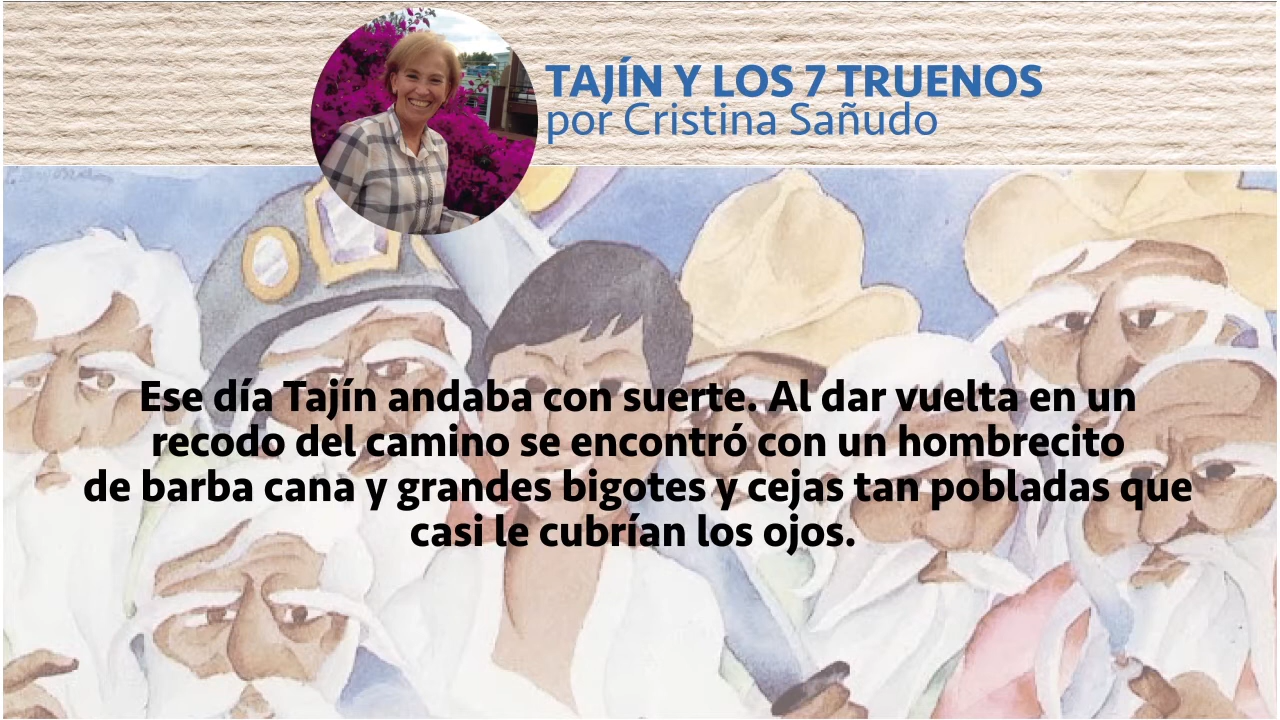 TAJÍN Y LOS 7 TRUENOS
por Cristina Sañudo
Ese día Tajín andaba con suerte. Al dar vuelta en un
recodo del camino se encontró con un hombrecito
de barba cana y grandes bigotes y cejas tan pobladas que
casi le cubrían los ojos.